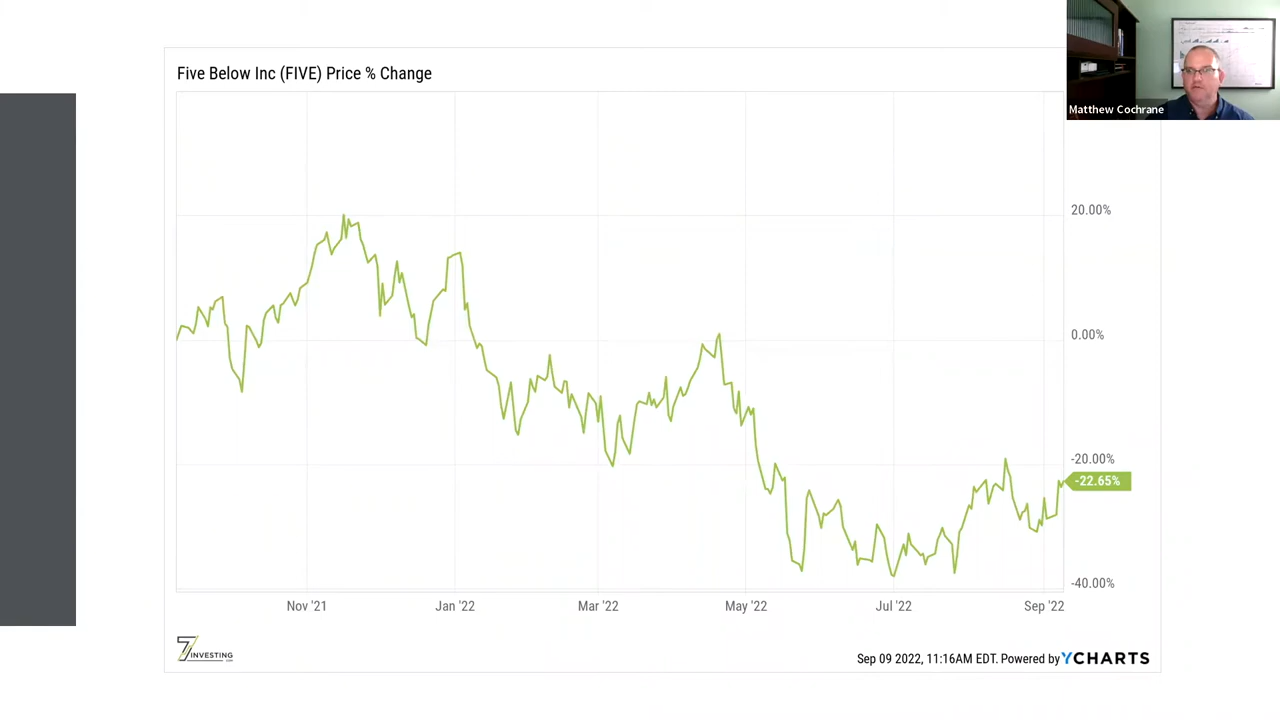 Five Below Inc (FIVE) Price % Change
Matthew Cochrane
20.00%
0.00%
-20.00%
-22.65%
-40.00%
Nov '21
Jan '22
Mar '22
May '22
Jul '22
Sep '22
7INVESTING
Sep 09 2022, 11:16AM EDT. Powered by YCHARTS